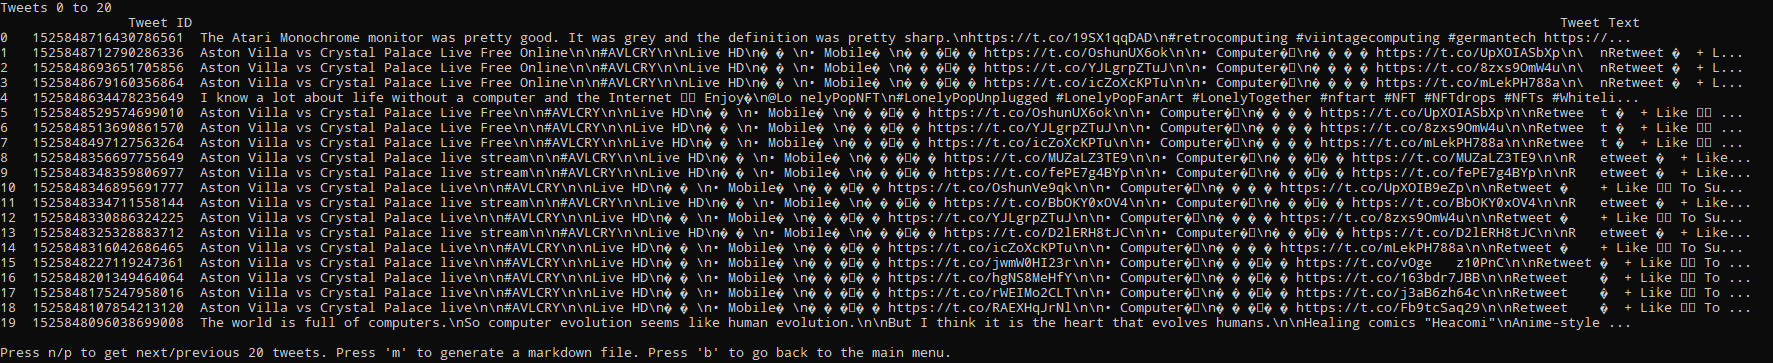 Tweets 0 to 20
Tweet ID Tweet Text
0 1525848716430786561 The Atari Monochrome monitor was pretty good. It was grey and the definition was pretty sharp.\nhttps://t.co/19SX1qqDAD\n#retrocomputing #viintagecomputing #germantech https://...
1 1525848712790286336 Aston Villa vs Crystal Palace Live Free Online\n\n#AVLCRY\n\nLive HD\n� � \n• Mobile� \n��▯�� https://t.co/OshunUX6ok\n\n• Computer�▯\n���� https://t.co/UpXOIASbXp\n\ nRetweet � + L...
2 1525848693651705856 Aston Villa vs Crystal Palace Live Free Online\n\n#AVLCRY\n\nLive HD\n� � \n• Mobile� \n��▯�� https://t.co/YJLgrpZTuJ\n\n• Computer�▯\n���� https://t.co/8zxs9OmW4u\n\ nRetweet � + L...
3 1525848679160356864 Aston Villa vs Crystal Palace Live Free Online\n\n#AVLCRY\n\nLive HD\n� � \n• Mobile� \n��▯�� https://t.co/icZoXcKPTu\n\n• Computer�▯\n���� https://t.co/mLekPH788a\n\ nRetweet � + L...
4 1525848634478235649 I know a lot about life without a computer and the Internet ▯▯ Enjoy�\n@Lo nelyPopNFT\n#LonelyPopUnplugged #LonelyPopFanArt #LonelyTogether #nftart #NFT #NFTdrops #NFTs #Whiteli...
5 1525848529574699010 Aston Villa vs Crystal Palace Live Free\n\n#AVLCRY\n\nLive HD\n� � \n• Mobile� \n��▯�� https://t.co/OshunUX6ok\n\n• Computer�▯\n���� https://t.co/UpXOIASbXp\n\nRetwee t � + Like ▯▯ ...
6 1525848513690861570 Aston Villa vs Crystal Palace Live Free\n\n#AVLCRY\n\nLive HD\n� � \n• Mobile� \n��▯�� https://t.co/YJLgrpZTuJ\n\n• Computer�▯\n���� https://t.co/8zxs9OmW4u\n\nRetwee t � + Like ▯▯ ...
7 1525848497127563264 Aston Villa vs Crystal Palace Live Free\n\n#AVLCRY\n\nLive HD\n� � \n• Mobile� \n��▯�� https://t.co/icZoXcKPTu\n\n• Computer�▯\n���� https://t.co/mLekPH788a\n\nRetwee t � + Like ▯▯ ...
8 1525848356697755649 Aston Villa vs Crystal Palace live stream\n\n#AVLCRY\n\nLive HD\n� � \n• Mobile� \n��▯�� https://t.co/MUZaLZ3TE9\n\n• Computer�▯\n���� https://t.co/MUZaLZ3TE9\n\nR etweet � + Like...
9 1525848348359806977 Aston Villa vs Crystal Palace live stream\n\n#AVLCRY\n\nLive HD\n� � \n• Mobile� \n��▯�� https://t.co/fePE7g4BYp\n\n• Computer�▯\n���� https://t.co/fePE7g4BYp\n\nR etweet � + Like...
10 1525848346895691777 Aston Villa vs Crystal Palace Live\n\n#AVLCRY\n\nLive HD\n� � \n• Mobile� \n��▯�� https://t.co/OshunVe9qk\n\n• Computer�▯\n���� https://t.co/UpXOIB9eZp\n\nRetweet � + Like ▯▯ To Su...
11 1525848334711558144 Aston Villa vs Crystal Palace live stream\n\n#AVLCRY\n\nLive HD\n� � \n• Mobile� \n��▯�� https://t.co/BbOKY0xOV4\n\n• Computer�▯\n���� https://t.co/BbOKY0xOV4\n\nR etweet � + Like...
12 1525848330886324225 Aston Villa vs Crystal Palace Live\n\n#AVLCRY\n\nLive HD\n� � \n• Mobile� \n��▯�� https://t.co/YJLgrpZTuJ\n\n• Computer�▯\n���� https://t.co/8zxs9OmW4u\n\nRetweet � + Like ▯▯ To Su...
13 1525848325328883712 Aston Villa vs Crystal Palace live stream\n\n#AVLCRY\n\nLive HD\n� � \n• Mobile� \n��▯�� https://t.co/D2lERH8tJC\n\n• Computer�▯\n���� https://t.co/D2lERH8tJC\n\nR etweet � + Like...
14 1525848316042686465 Aston Villa vs Crystal Palace Live\n\n#AVLCRY\n\nLive HD\n� � \n• Mobile� \n��▯�� https://t.co/icZoXcKPTu\n\n• Computer�▯\n���� https://t.co/mLekPH788a\n\nRetweet � + Like ▯▯ To Su...
15 1525848227119247361 Aston Villa vs Crystal Palace live\n\n#AVLCRY\n\nLive HD\n� � \n• Mobile� \n��▯�� https://t.co/jwmW0HI23r\n\n• Computer�▯\n���� https://t.co/vOge z10PnC\n\nRetweet � + Like ▯▯ To ...
16 1525848201349464064 Aston Villa vs Crystal Palace live\n\n#AVLCRY\n\nLive HD\n� � \n• Mobile� \n��▯�� https://t.co/hgNS8MeHfY\n\n• Computer�▯\n���� https://t.co/163bdr7JBB\n\nRetweet � + Like ▯▯ To ...
17 1525848175247958016 Aston Villa vs Crystal Palace live\n\n#AVLCRY\n\nLive HD\n� � \n• Mobile� \n��▯�� https://t.co/rWEIMo2CLT\n\n• Computer�▯\n���� https://t.co/j3aB6zh64c\n\nRetweet � + Like ▯▯ To ...
18 1525848107854213120 Aston Villa vs Crystal Palace live\n\n#AVLCRY\n\nLive HD\n� � \n• Mobile� \n��▯�� https://t.co/RAEXHqJrNl\n\n• Computer�▯\n���� https://t.co/Fb9tcSaq29\n\nRetweet � + Like ▯▯ To ...
19 1525848096038699008 The world is full of computers.\nSo computer evolution seems like human evolution.\n\nBut I think it is the heart that evolves humans.\n\nHealing comics "Heacomi"\nAnime-style ...
Press n/p to get next/previous 20 tweets. Press 'm' to generate a markdown file. Press 'b' to go back to the main menu.